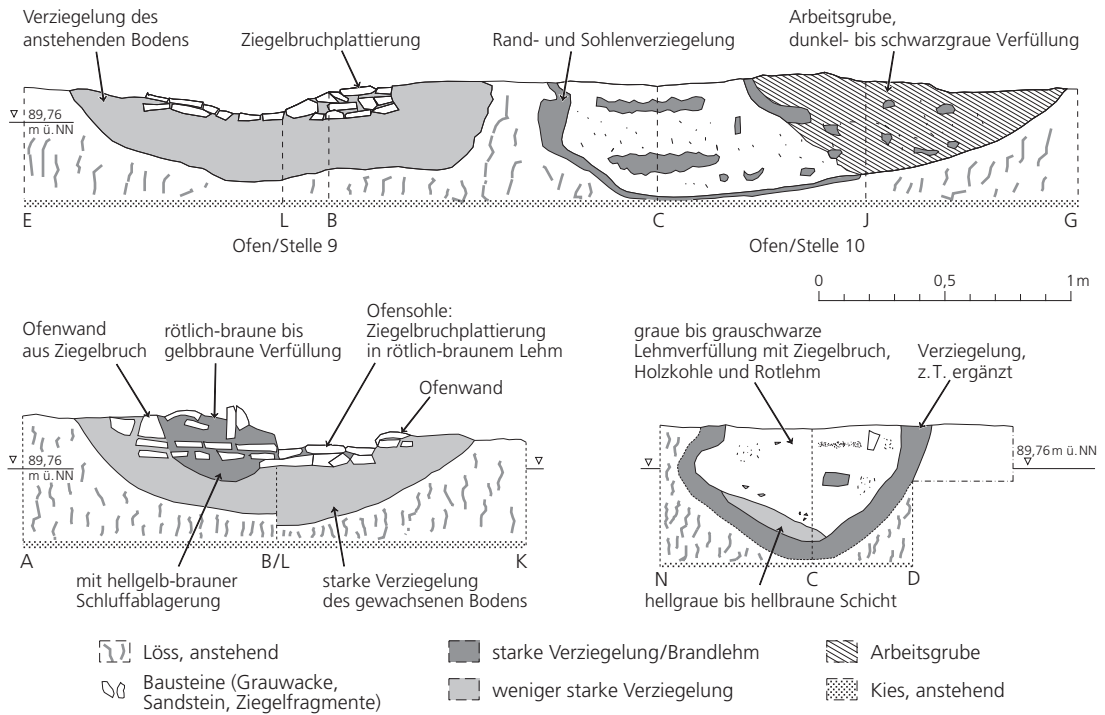 Verziegelung des
anstehenden Bodens
Ziegelbruchplattierung
Rand- und Sohlenverziegelung
Arbeitsgrube,
dunkel- bis schwarzgraue Verfüllung
89,76
m ü.NN
E
L
B
C
J
G
Ofen/Stelle 9
Ofen/Stelle 10
0
0,5
1 m
Ofenwand
aus Ziegelbruch
rötlich-braune bis
gelbbraune Verfüllung
Ofensohle:
Ziegelbruchplattierung
in rötlich-braunem Lehm
Ofenwand
graue bis grauschwarze
Lehmverfüllung mit Ziegelbruch,
Holzkohle und Rotlehm
Verziegelung,
z.T. ergänzt
89,76
m ü.NN
89,76 m ü.NN
A
B/L
K
N
C
D
mit hellgelb-brauner
Schluffablagerung
starke Verziegelung
des gewachsenen Bodens
hellgraue bis hellbraune Schicht
Löss, anstehend
starke Verziegelung/Brandlehm
Arbeitsgrube
Bausteine (Grauwacke,
Sandstein, Ziegelfragmente)
weniger starke Verziegelung
Kies, anstehend